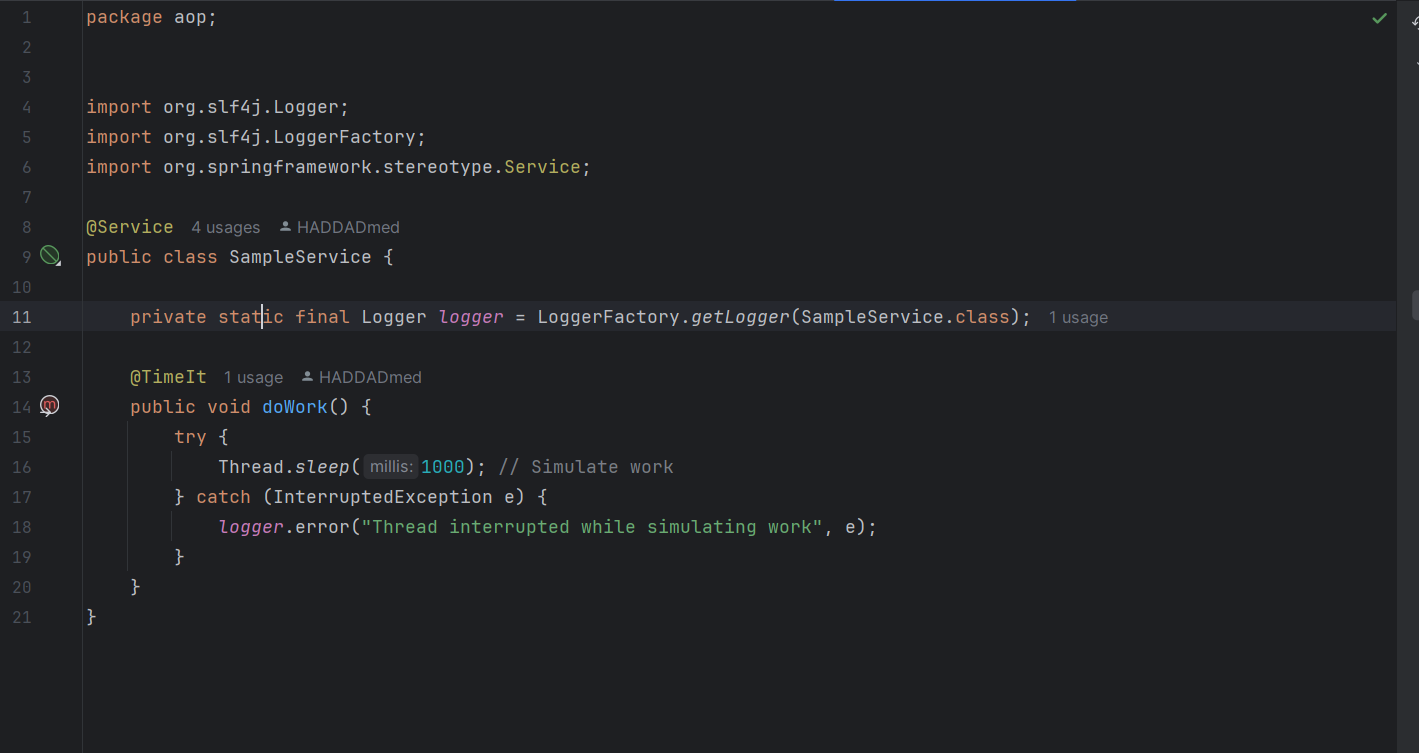 1 package aop;
2
3
4 import org.slf4j.Logger;
5 import org.slf4j.LoggerFactory;
6 import org.springframework.stereotype.Service;
7
8 @Service 4 usages HADDADmed
9 public class SampleService {
10
11 private static final Logger logger = LoggerFactory.getLogger(SampleService.class); 1 usage
12
13 @TimeIt 1 usage HADDADmed
14 m public void doWork() {
15 try {
16 Thread.sleep( millis: 1000); // Simulate work
17 } catch (InterruptedException e) {
18 logger.error("Thread interrupted while simulating work", e);
19 }
20 }
21 }